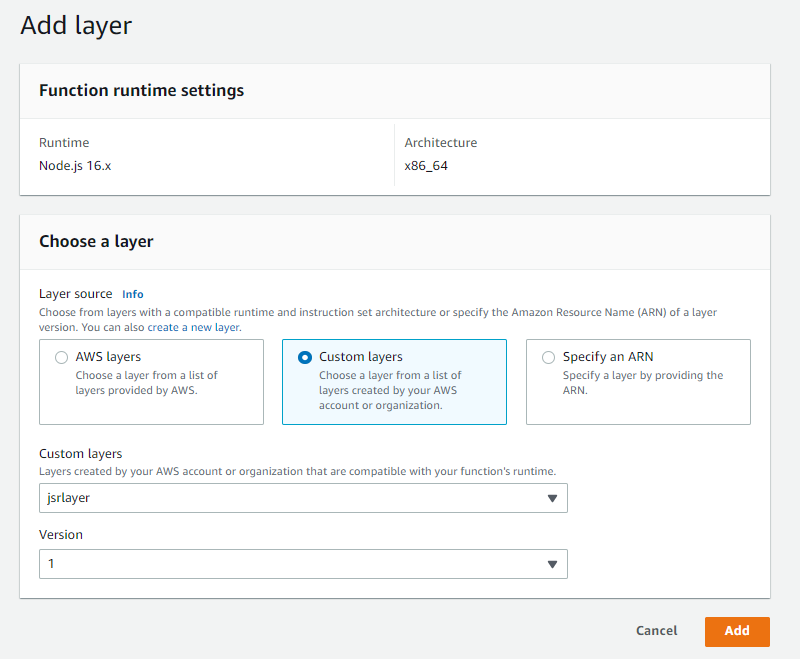 Add layer
Function runtime settings
Runtime
Node.js 16.x
Architecture
x86_64
Choose a layer
Layer source Info
Choose from layers with a compatible runtime and instruction set architecture or specify the Amazon Resource Name (ARN) of a layer
version. You can also create a new layer.
AWS layers
Choose a layer from a list of
layers provided by AWS.
Custom layers
Choose a layer from a list of
layers created by your AWS
account or organization.
Specify an ARN
Specify a layer by providing the
ARN.
Custom layers
Layers created by your AWS account or organization that are compatible with your function's runtime.
jsrlayer
Version
1
Cancel
Add